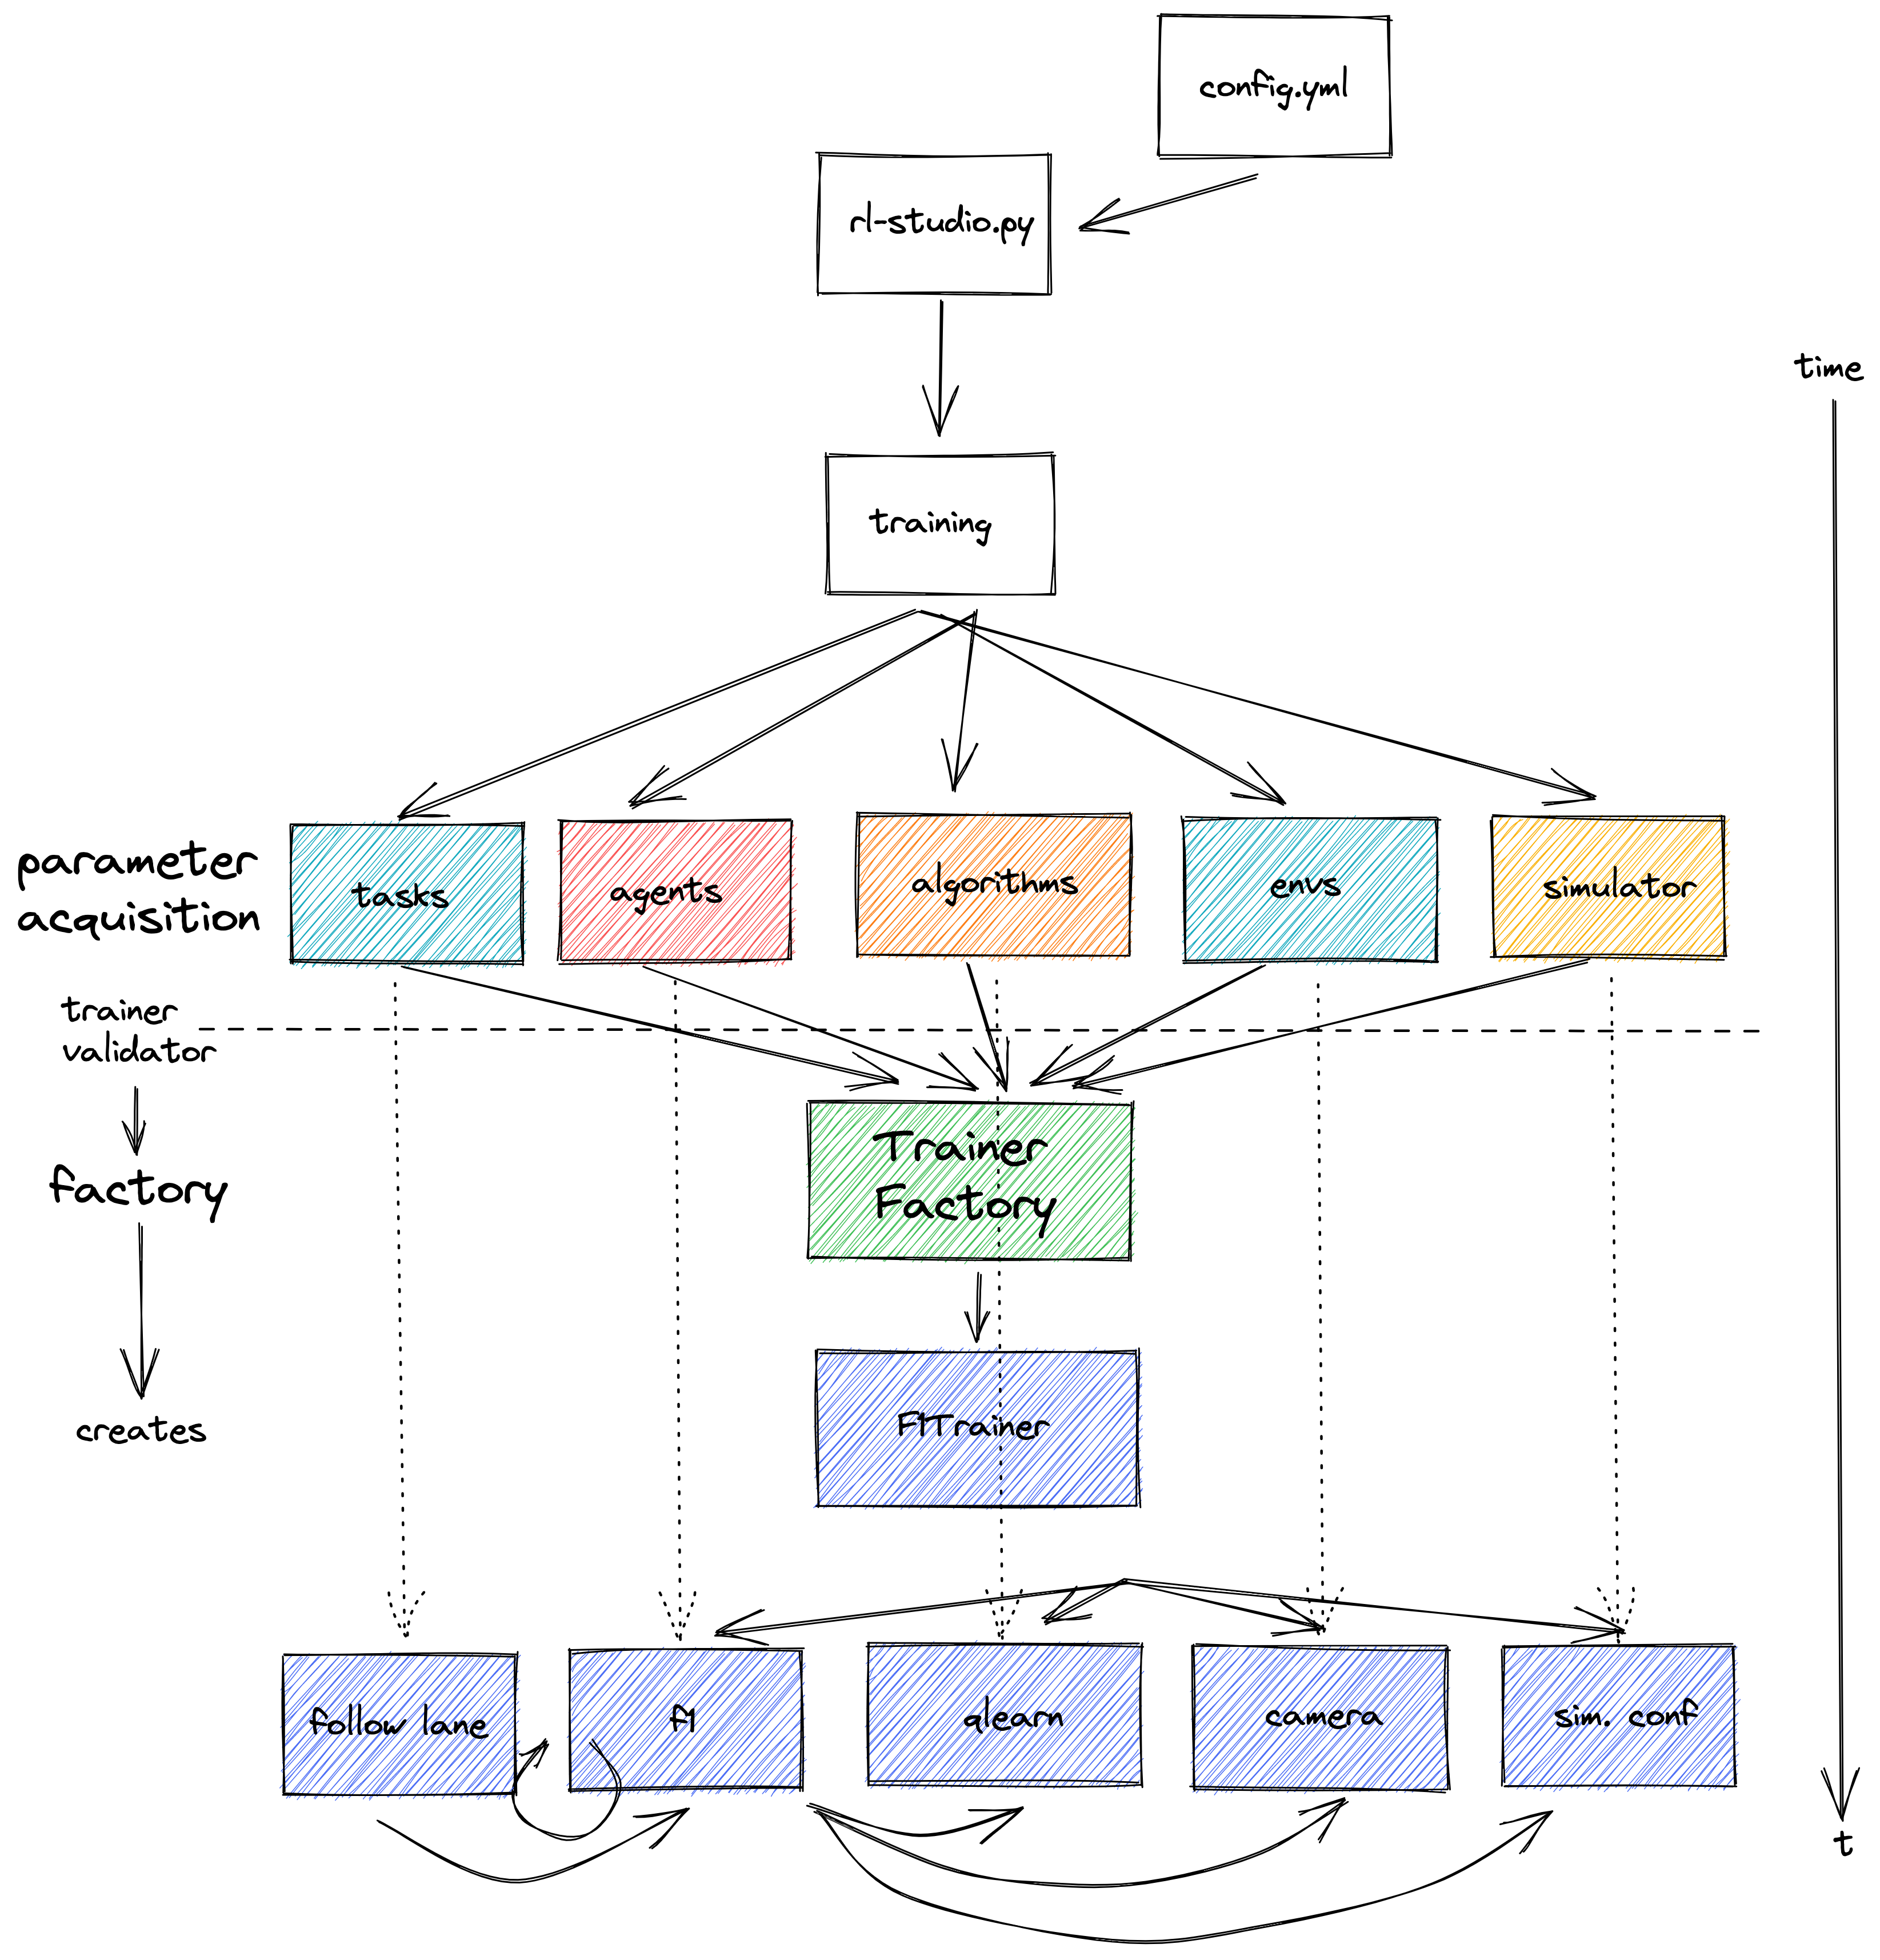 config.yml
rl-studio.py
time
training
parameter
acquisition
tasks
agents
algorithms
envs
simulator
trainer
validator
factory
Trainer
Factory
creates
F1Trainer
follow lane
f1
qlearn
camera
sim. conf
t